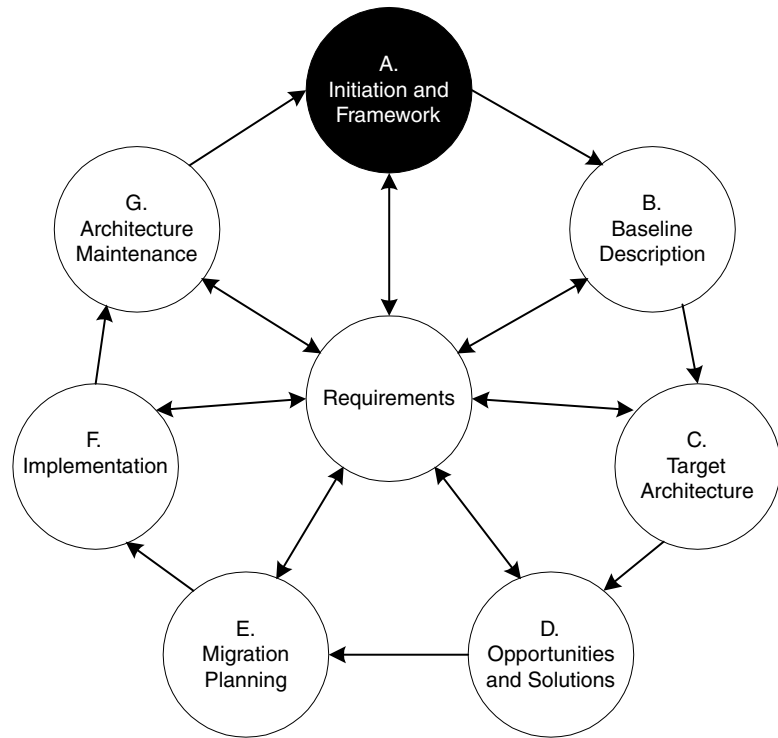 A.
Initiation and
Framework
B.
Baseline
Description
C.
Target
Architecture
D.
Opportunities
and Solutions
E.
Migration
Planning
F.
Implementation
G.
Architecture
Maintenance
Requirements